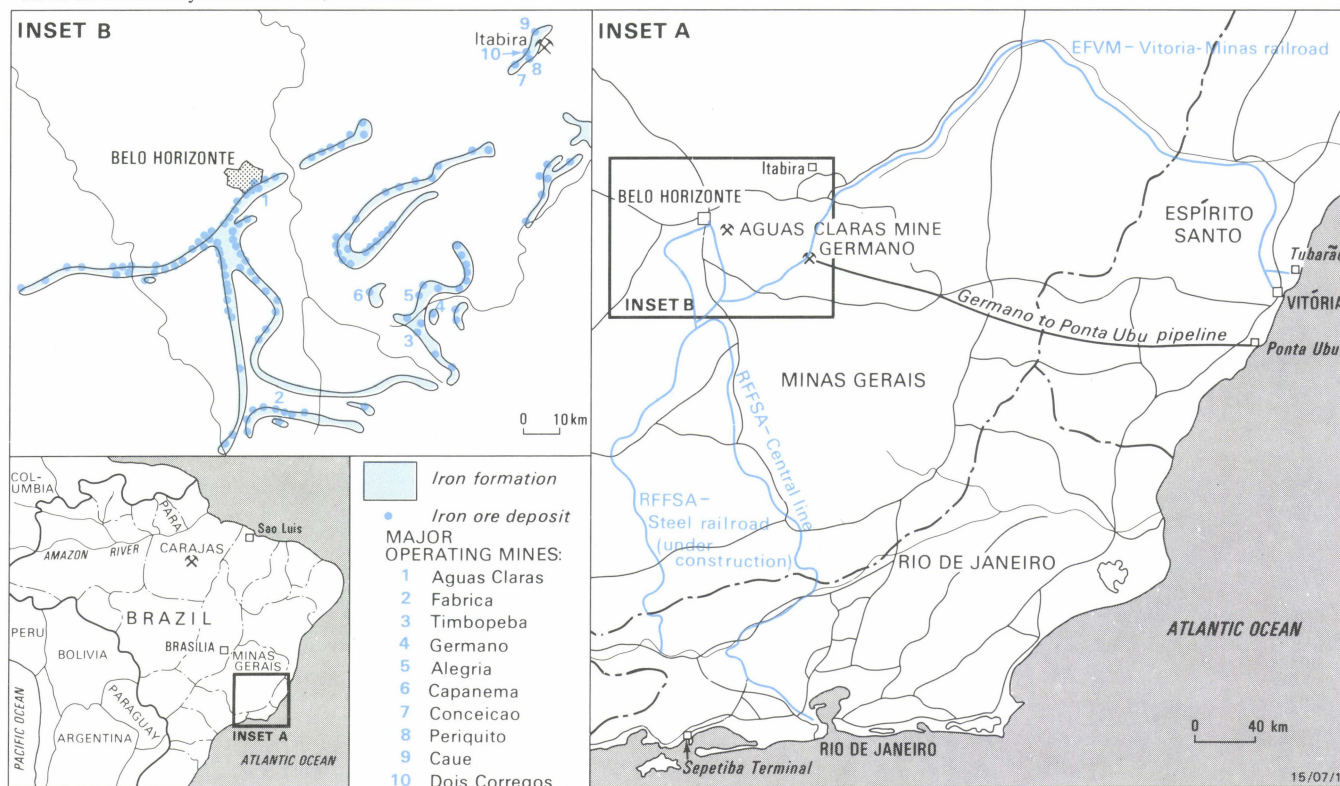 INSET B
9
Itabira
10
8
7
BELO HORIZONTE
1
6
5
4
3
2
0 10 km
COL-
UMBIA
PARA
Sao Luis
AMAZON RIVER
CARAJAS
PERU
BRAZIL
BRASILIA
BOLIVIA
MINAS
GERAIS
PARAGUAY
PACIFIC OCEAN
ARGENTINA
INSET A
ATLANTIC OCEAN
Iron formation
Iron ore deposit
MAJOR
OPERATING MINES:
1 Aguas Claras
2 Fabrica
3 Timbopeba
4 Germano
5 Alegria
6 Capanema
7 Conceicao
8 Periquito
9 Caue
10 Dois Corregos
INSET A
EFVM – Vitoria-Minas railroad
Itabira
BELO HORIZONTE
AGUAS CLARAS MINE
GERMANO
INSET B
ESPÍRITO
SANTO
Tubarão
VITÓRIA
Germano to Ponta Ubu pipeline
Ponta Ubu
MINAS GERAIS
RFFSA – Central line
RFFSA –
Steel railroad
(under
construction)
RIO DE JANEIRO
ATLANTIC OCEAN
0 40 km
RIO DE JANEIRO
Sepetiba Terminal
15/07/1